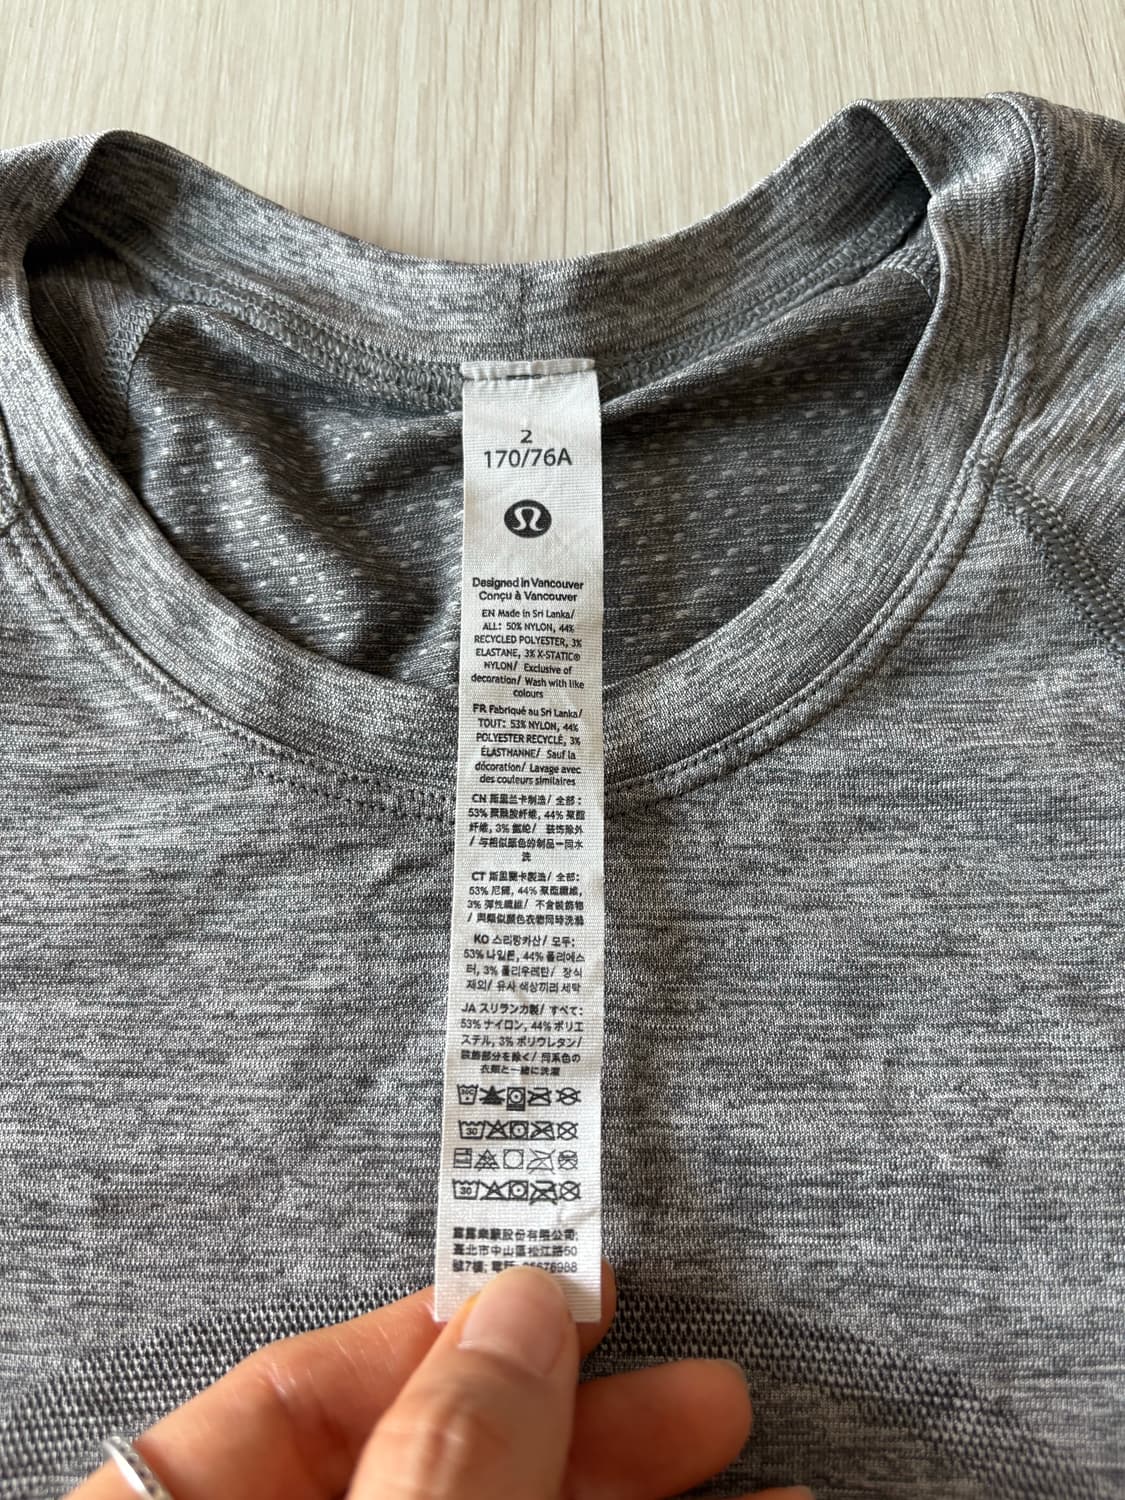 2
170/76A
Designed in Vancouver
Conçu à Vancouver
EN Made in Sri Lanka/
ALL: 50% NYLON, 44%
RECYCLED POLYESTER, 3%
ELASTANE, 3% X-STATIC®
NYLON/ Exclusive of
decoration/ Wash with like
colours
FR Fabriqué au Sri Lanka/
TOUT: 53% NYLON, 44%
POLYESTER RECYCLÉ, 3%
ÉLASTHANNE/ Sauf la
décoration/ Lavage avec
des couleurs similaires
CN 斯里兰卡制造/ 全部:
53% 聚酰胺纤维, 44% 聚酯
纤维, 3% 氨纶/ 装饰除外
/ 与相似颜色的制品一同水
洗
CT 斯里蘭卡製造/ 全部:
53% 尼龍, 44% 聚酯纖維,
3% 彈性纖維/ 不含裝飾物
/ 與類似顏色衣物同時洗滌
KO 스리랑카산/ 모두:
53% 나일론, 44% 폴리에스
터, 3% 폴리우레탄/ 장식
제외/ 유사 색상끼리 세탁
JA スリランカ製/ すべて:
53% ナイロン, 44% ポリエ
ステル, 3% ポリウレタン/
装飾部分を除く/ 同系色の
衣類と一緒に洗濯
30
30
股份有限公司;
臺北市中山區松江路50
號7樓; 電話